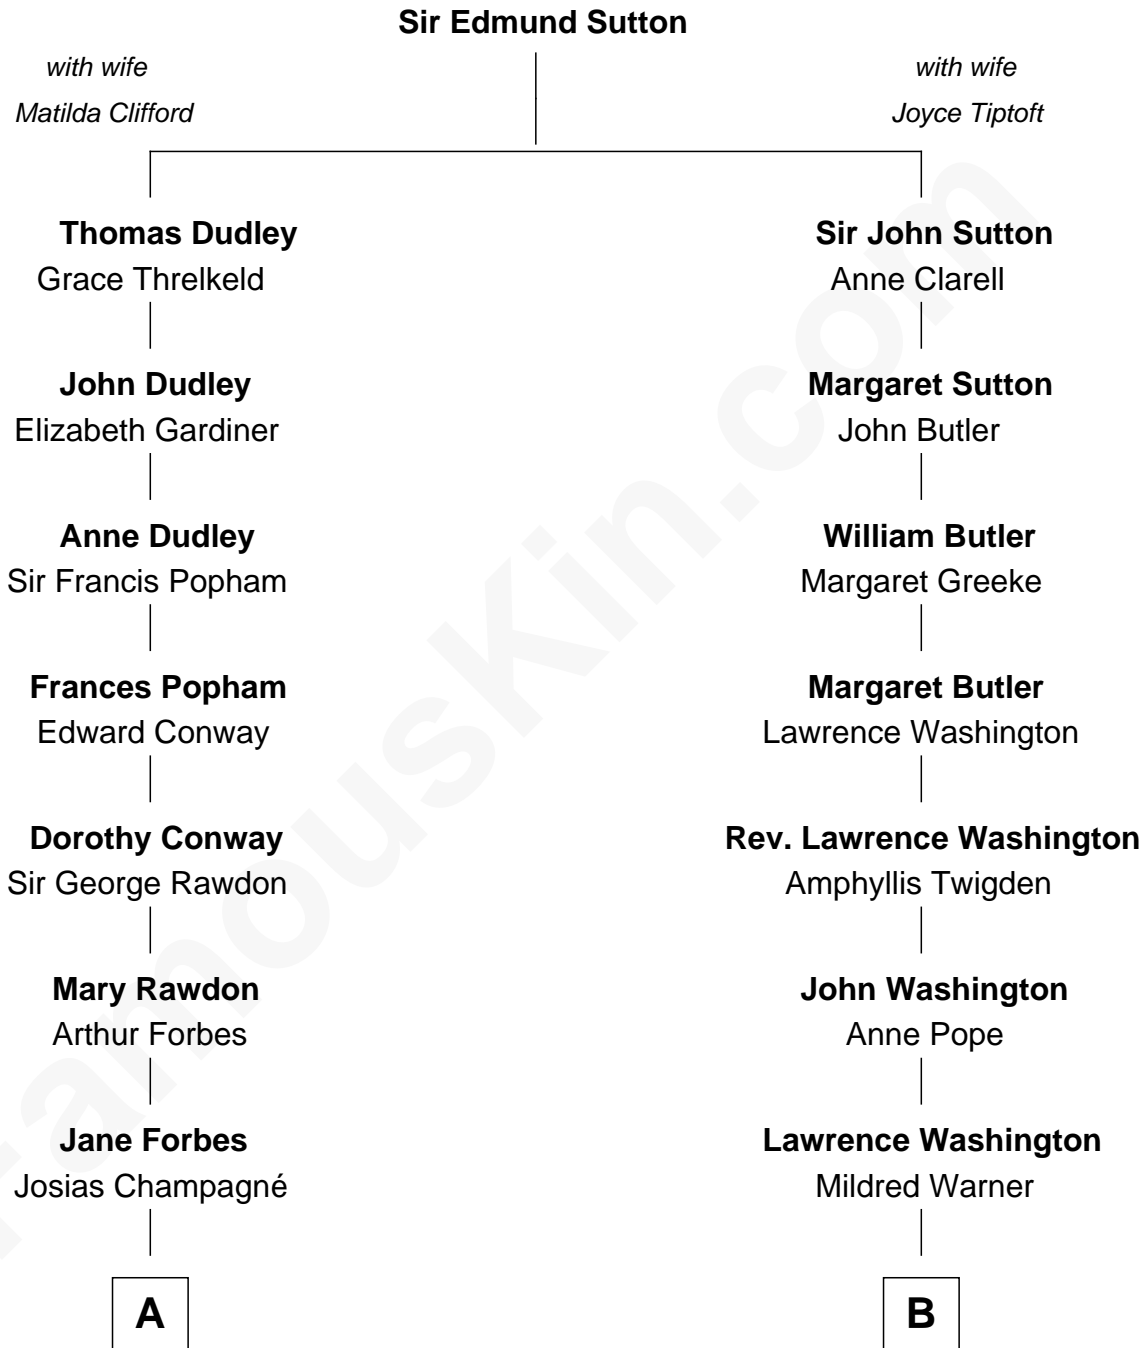 Sir Edmund Sutton
with wife
Matilda Clifford
with wife
Joyce Tiptoft
Thomas Dudley
Grace Threlkeld
John Dudley
Elizabeth Gardiner
Anne Dudley
Sir Francis Popham
Frances Popham
Edward Conway
Dorothy Conway
Sir George Rawdon
Mary Rawdon
Arthur Forbes
Jane Forbes
Josias Champagné
A
Sir John Sutton
Anne Clarell
Margaret Sutton
John Butler
William Butler
Margaret Greeke
Margaret Butler
Lawrence Washington
Rev. Lawrence Washington
Amphyllis Twigden
John Washington
Anne Pope
Lawrence Washington
Mildred Warner
B
FamousKin.com